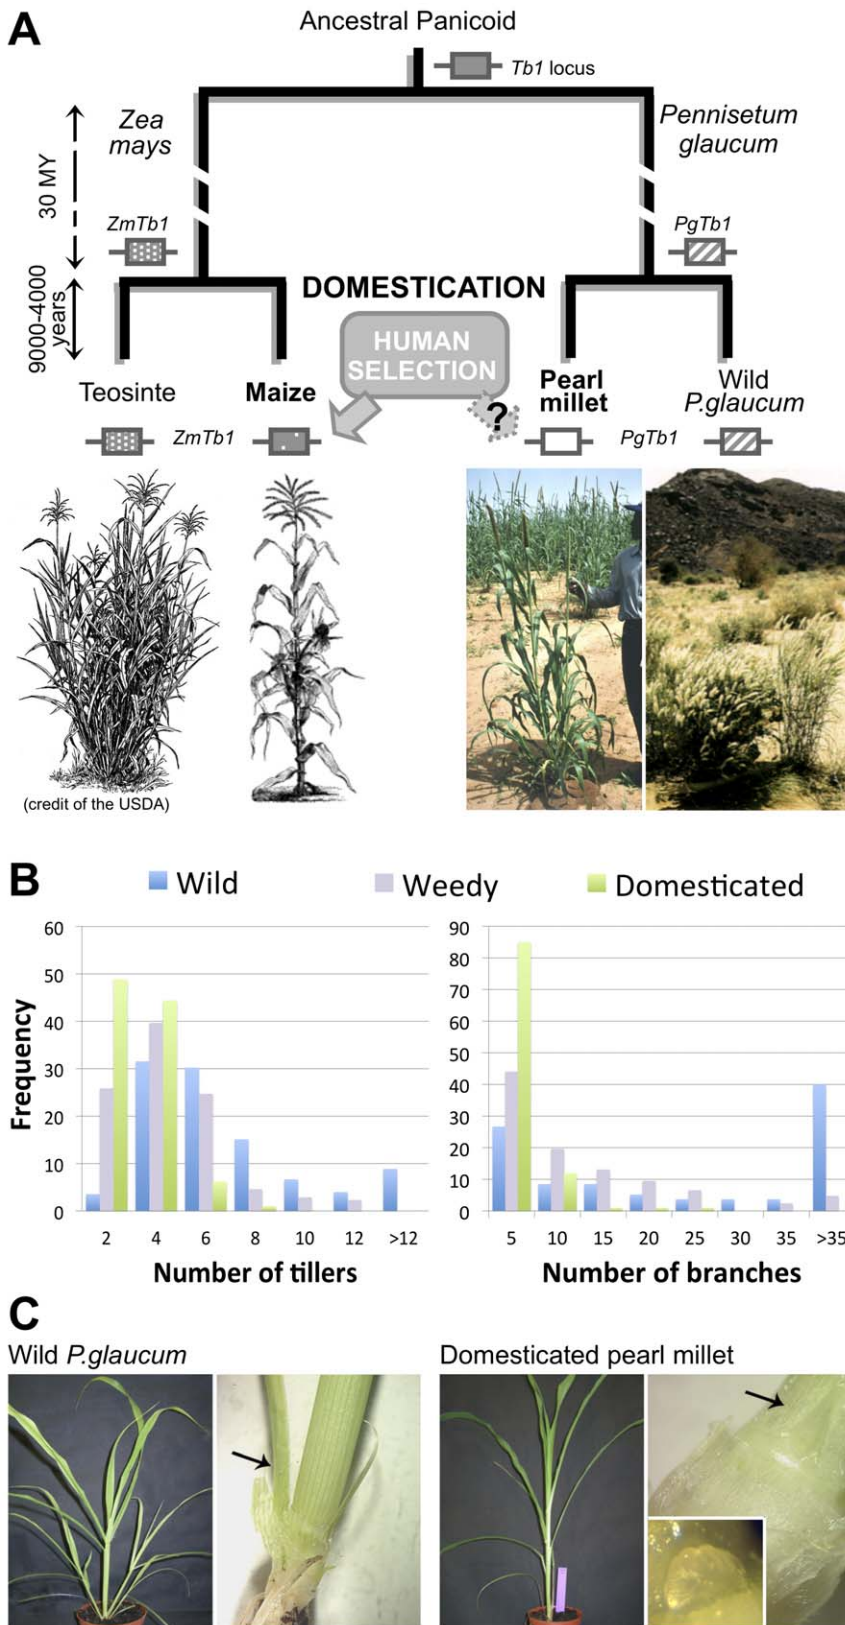 A
Ancestral Panicoid
Tb1 locus
Zea
mays
Pennisetum
glaucum
30 MY
ZmTb1
PgTb1
9000-4000
years
DOMESTICATION
HUMAN
SELECTION
Teosinte
Maize
?
Pearl
millet
Wild
P.glaucum
ZmTb1
PgTb1
(credit of the USDA)
B
Wild
Weedy
Domesticated
Frequency
60
50
40
30
20
10
0
2 4 6 8 10 12 >12
Number of tillers
90
80
70
60
50
40
30
20
10
0
5 10 15 20 25 30 35 >35
Number of branches
C
Wild P.glaucum
Domesticated pearl millet